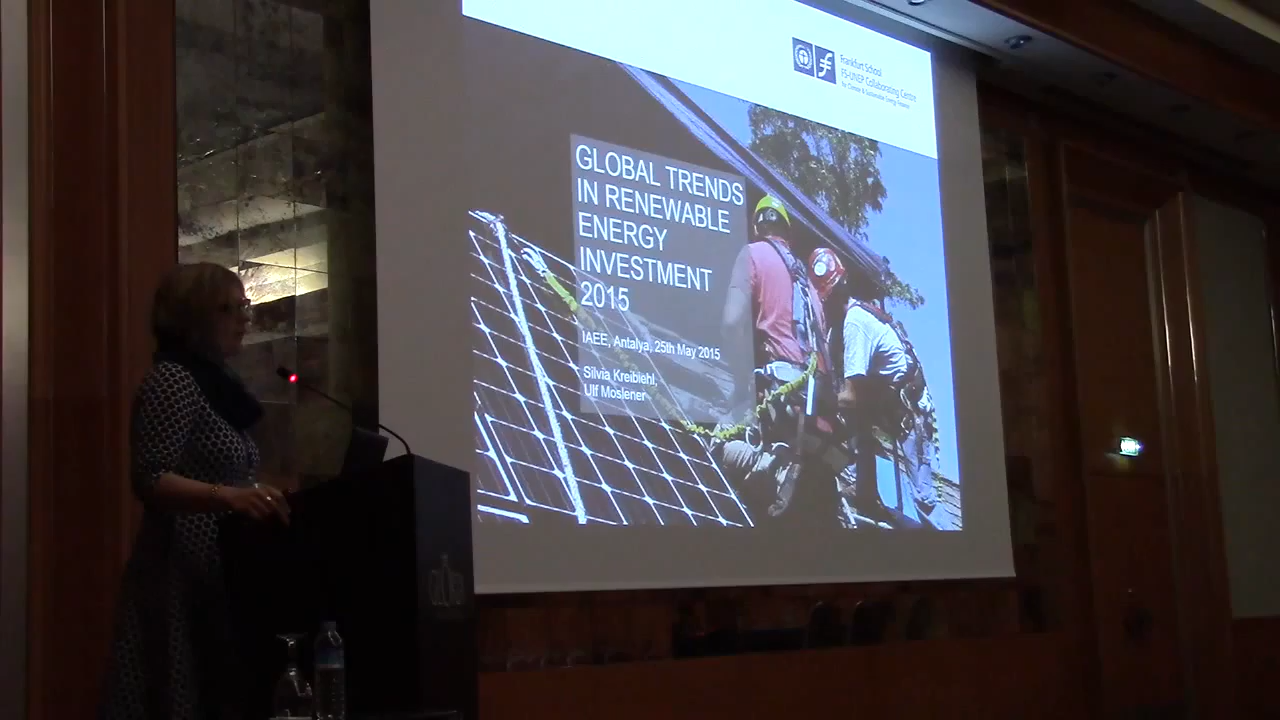 Frankfurt School
FS-UNEP Collaborating Centre
for Climate & Sustainable Energy Finance
GLOBAL TRENDS
IN RENEWABLE
ENERGY
INVESTMENT
2015
IAEE, Antalya, 25th May 2015
Silvia Kreibiehl,
Ulf Moslener